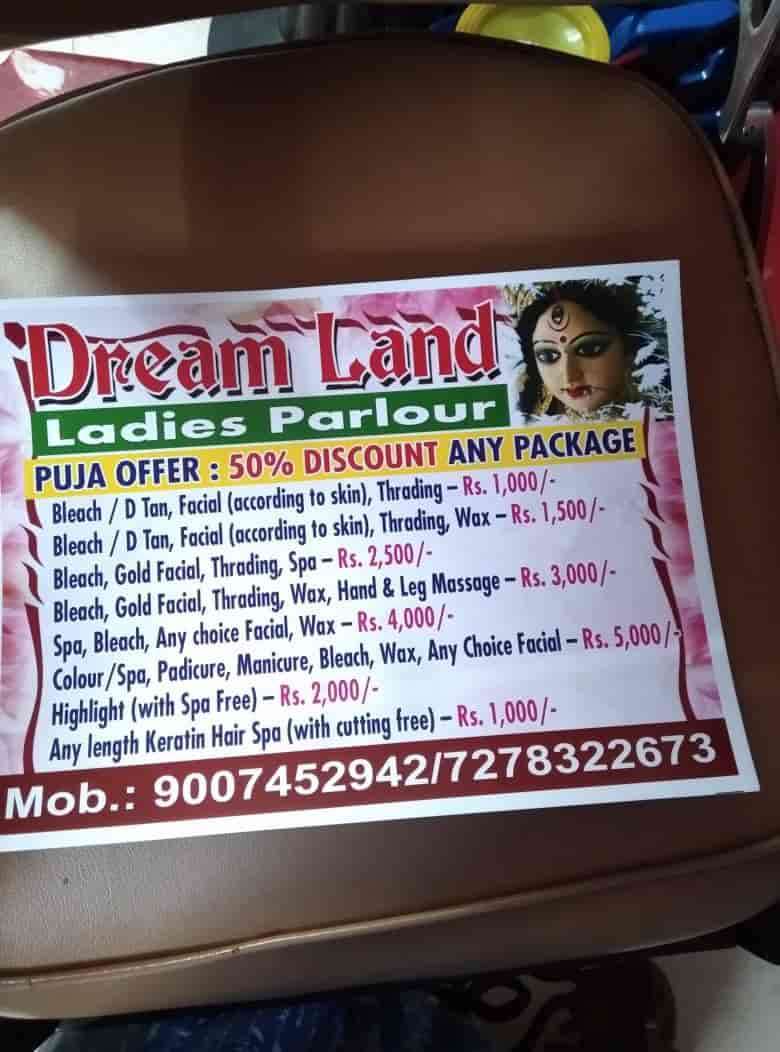 Dream Land
Ladies Parlour
PUJA OFFER : 50% DISCOUNT ANY PACKAGE
Bleach / D Tan, Facial (according to skin), Thrading – Rs. 1,000/-
Bleach / D Tan, Facial (according to skin), Thrading, Wax – Rs. 1,500/-
Bleach, Gold Facial, Thrading, Spa – Rs. 2,500/-
Bleach, Gold Facial, Thrading, Wax, Hand & Leg Massage – Rs. 3,000/-
Spa, Bleach, Any choice Facial, Wax – Rs. 4,000/-
Colour/Spa, Padicure, Manicure, Bleach, Wax, Any Choice Facial – Rs. 5,000/-
Highlight (with Spa Free) – Rs. 2,000/-
Any length Keratin Hair Spa (with cutting free) – Rs. 1,000/-
Mob.: 9007452942/7278322673